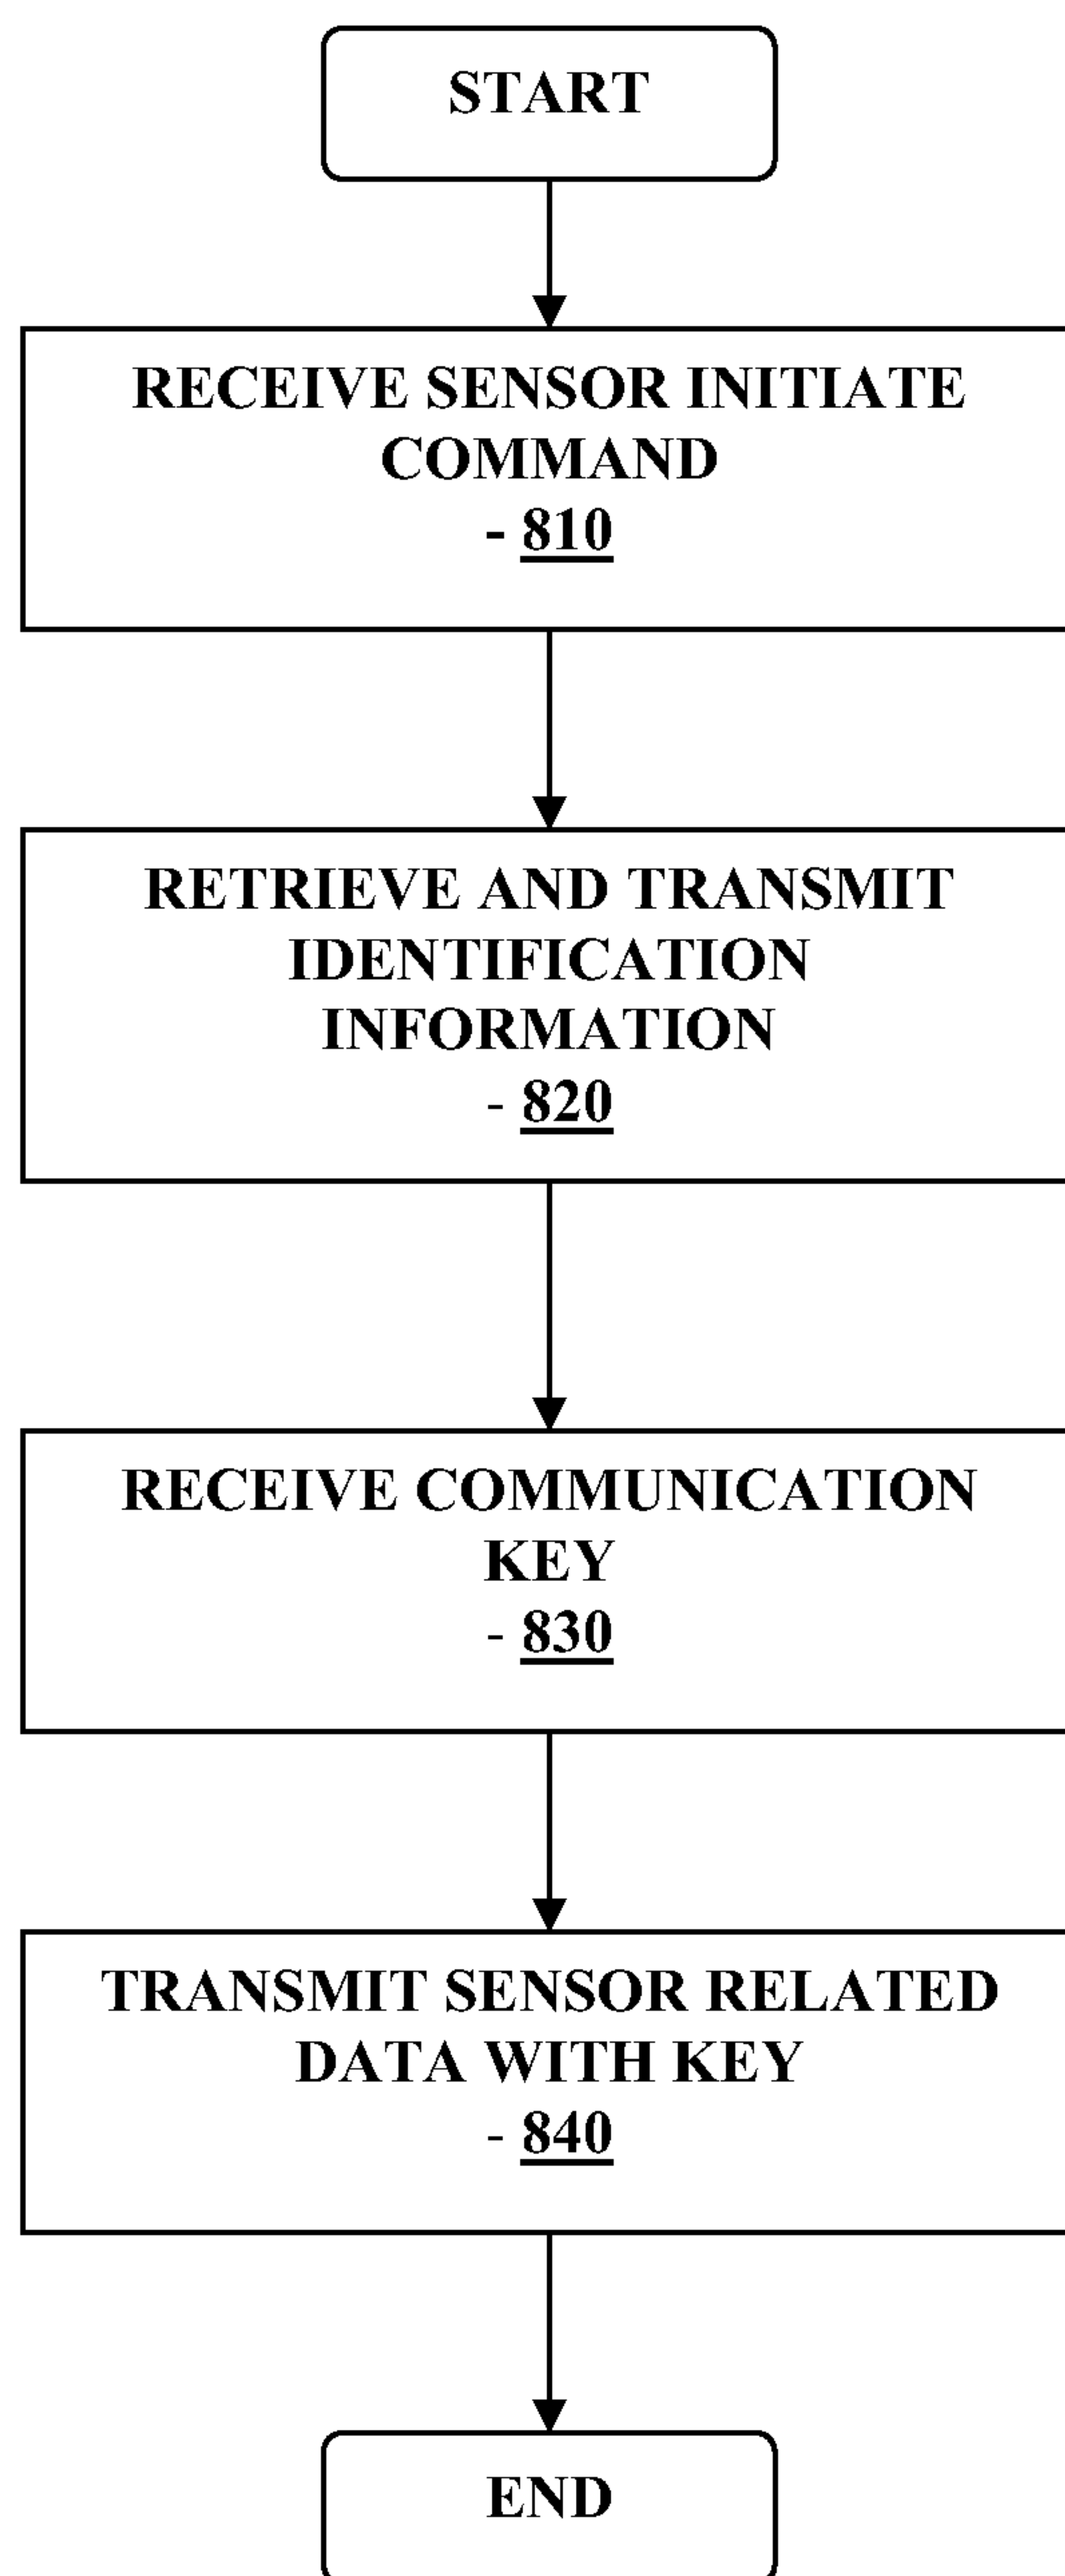 START
RECEIVE SENSOR INITIATE
COMMAND
- 810
RETRIEVE AND TRANSMIT
IDENTIFICATION
INFORMATION
- 820
RECEIVE COMMUNICATION
KEY
- 830
TRANSMIT SENSOR RELATED
DATA WITH KEY
- 840
END